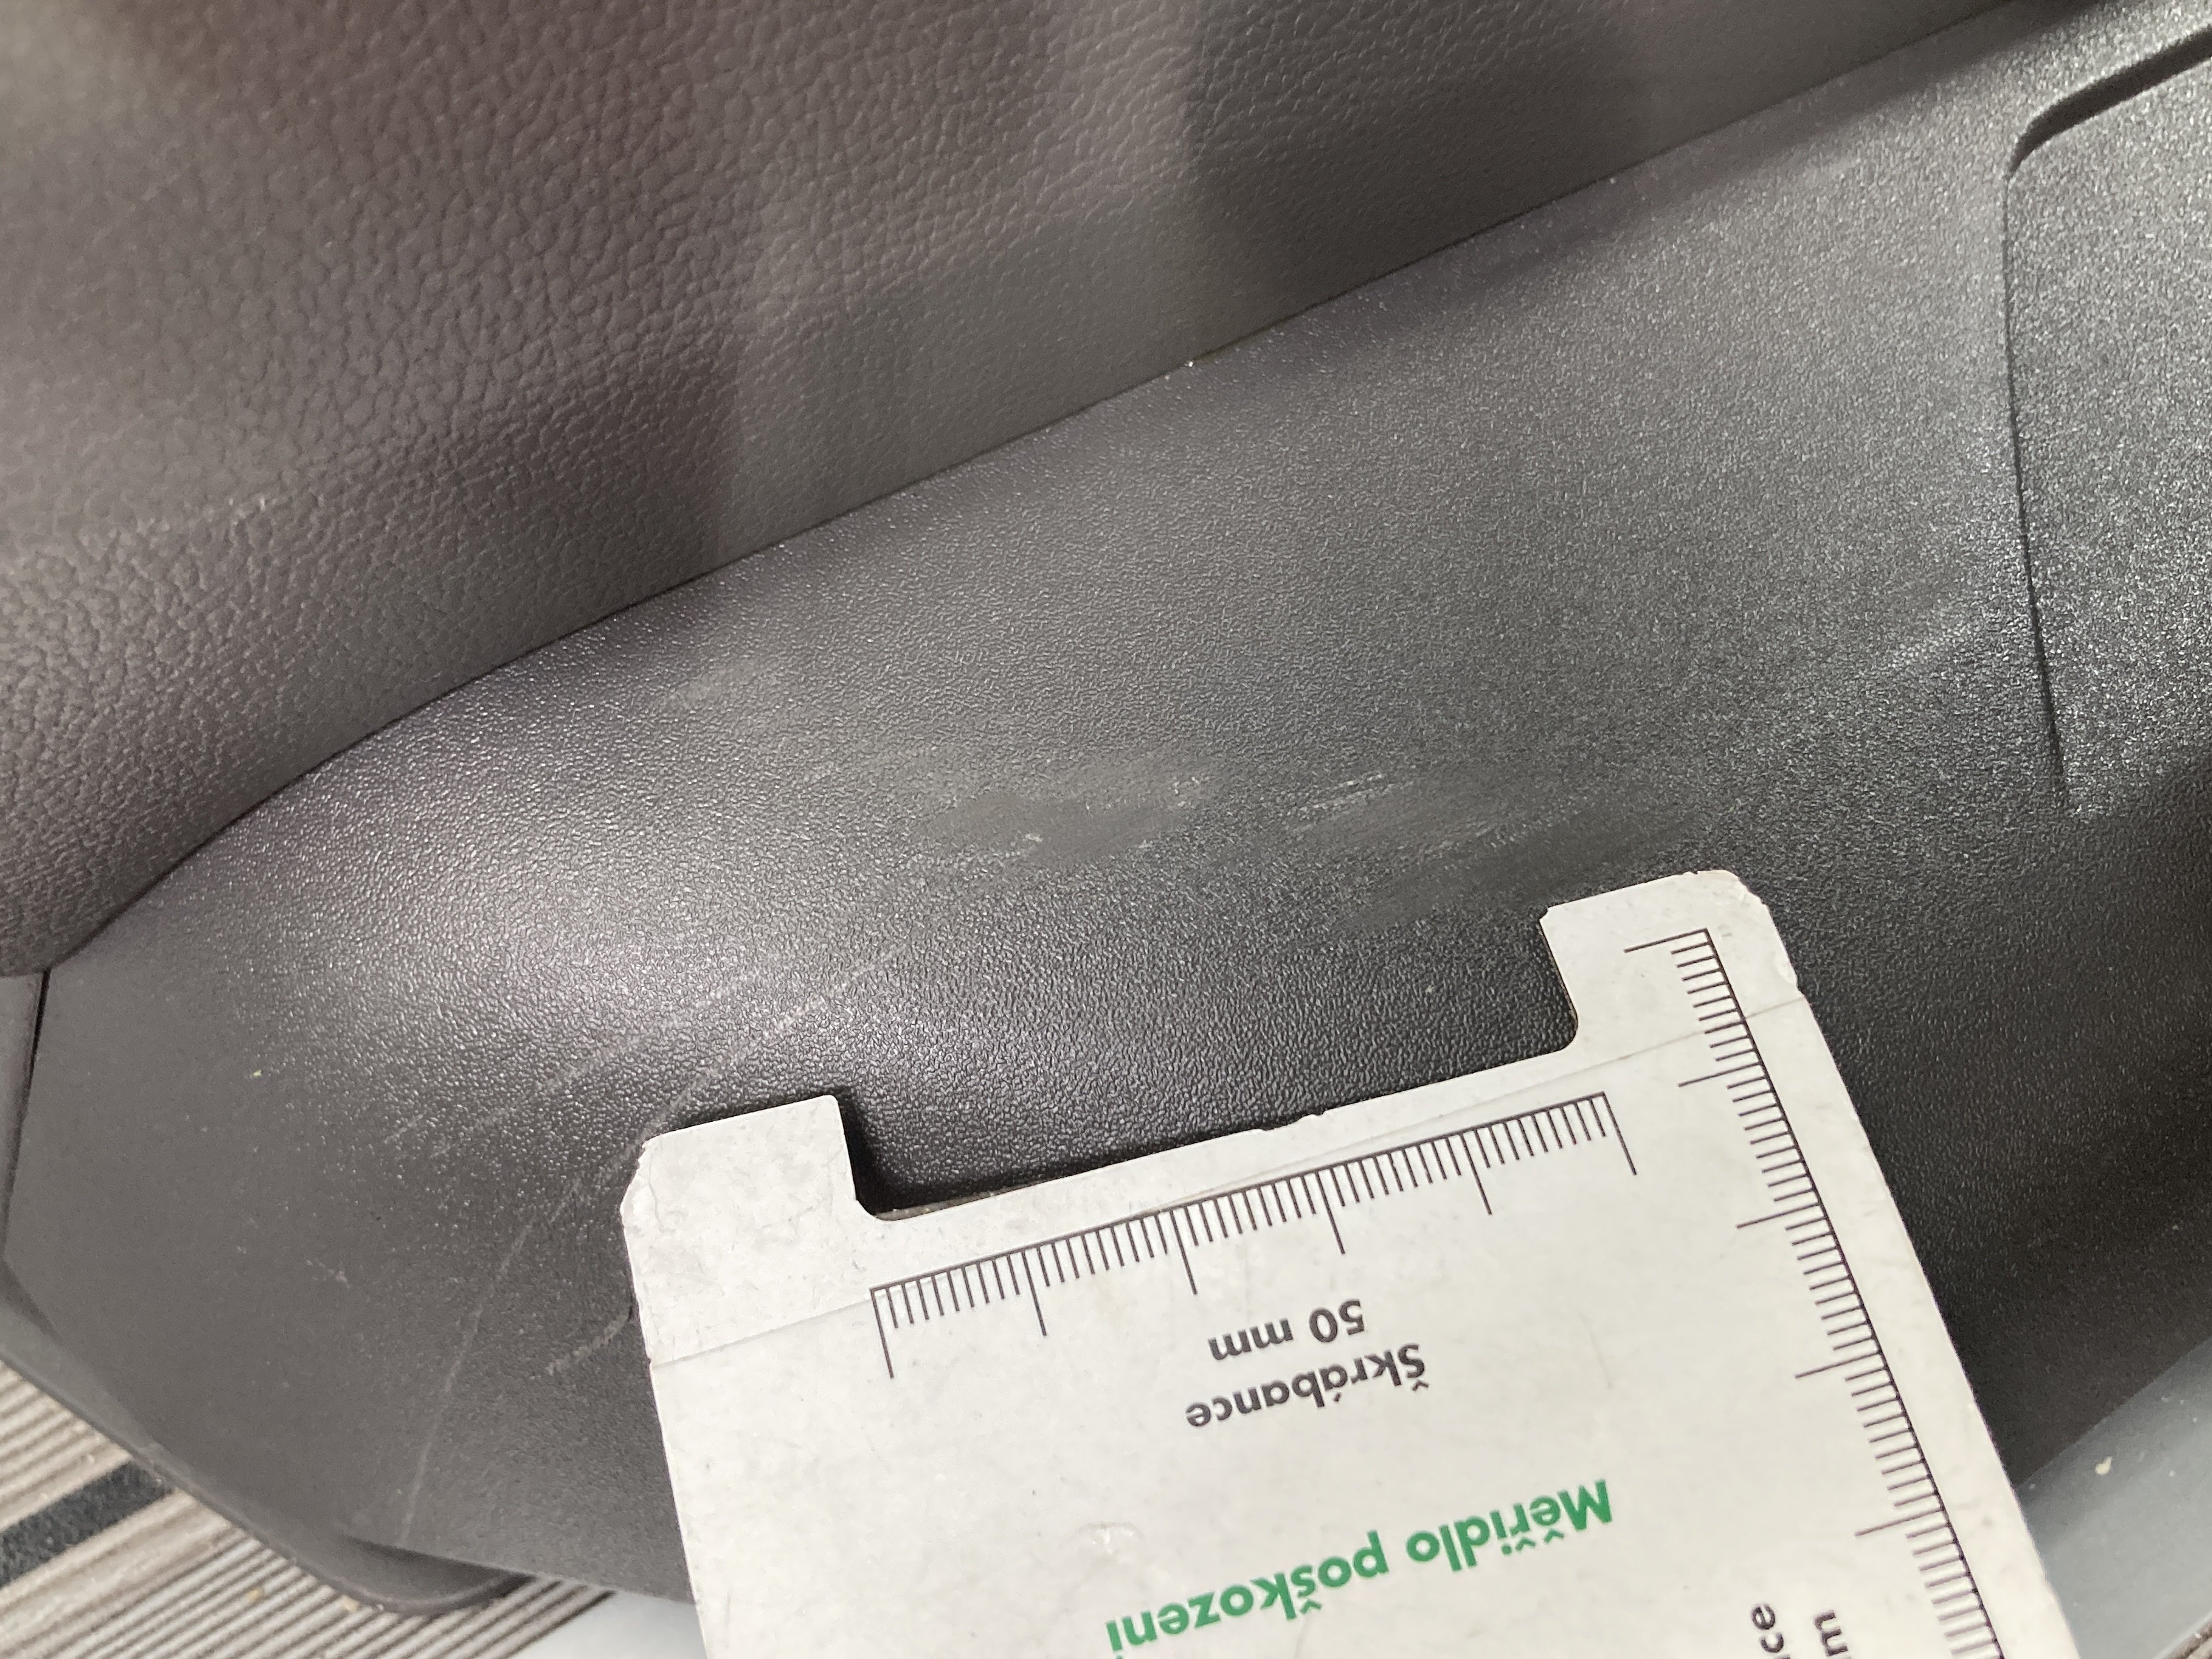 Měřidlo poškození
Škrábance
50 mm